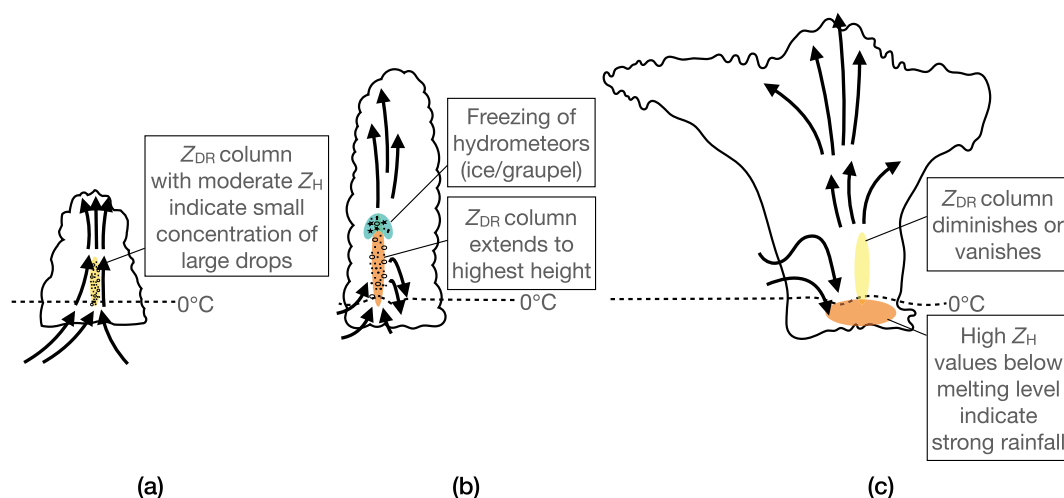 Z_DR column
with moderate Z_H
indicate small
concentration of
large drops
0°C
(a)
Freezing of
hydrometeors
(ice/graupel)
Z_DR column
extends to
highest height
0°C
(b)
Z_DR column
diminishes or
vanishes
0°C
High Z_H
values below
melting level
indicate
strong rainfall
(c)